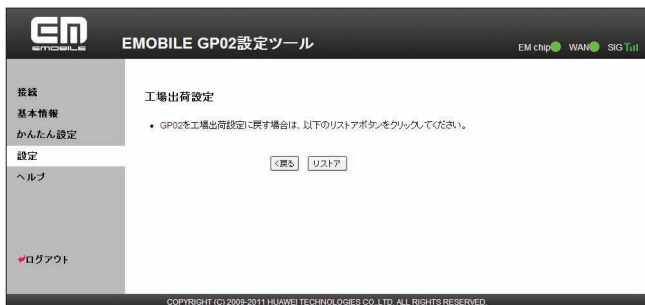 EM
EMOBILE
EMOBILE GP02設定ツール
EM chip WAN SIG
接続
基本情報
かんたん設定
設定
ヘルプ
ログアウト
工場出荷設定
• GP02を工場出荷設定に戻す場合は、以下のリストアボタンをクリックしてください。
<戻る リストア
COPYRIGHT (C) 2009-2011 HUAWEI TECHNOLOGIES CO.,LTD. ALL RIGHTS RESERVED.